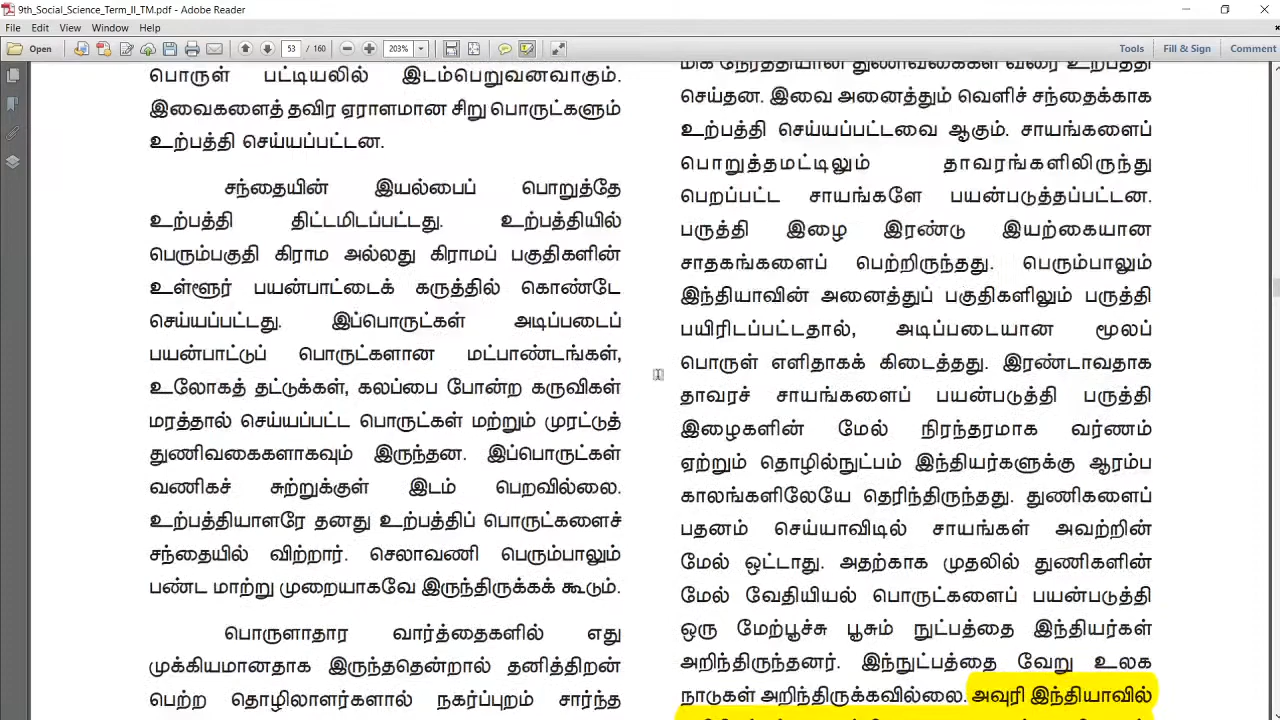 9th_Social_Science_Term_II_TM.pdf - Adobe Reader
File Edit View Window Help
Open 53 / 160 203% Tools Fill & Sign Comment
பொருள் பட்டியலில் இடம்பெறுவனவாகும்.
இவைகளைத் தவிர ஏராளமான சிறு பொருட்களும்
உற்பத்தி செய்யப்பட்டன.
சந்தையின் இயல்பைப் பொறுத்தே
உற்பத்தி திட்டமிடப்பட்டது. உற்பத்தியில்
பெரும்பகுதி கிராம அல்லது கிராமப் பகுதிகளின்
உள்ளூர் பயன்பாட்டைக் கருத்தில் கொண்டே
செய்யப்பட்டது. இப்பொருட்கள் அடிப்படைப்
பயன்பாட்டுப் பொருட்களான மட்பாண்டங்கள்,
உலோகத் தட்டுக்கள், கலப்பை போன்ற கருவிகள்
மரத்தால் செய்யப்பட்ட பொருட்கள் மற்றும் முரட்டுத்
துணிவகைகளாகவும் இருந்தன. இப்பொருட்கள்
வணிகச் சுற்றுக்குள் இடம் பெறவில்லை.
உற்பத்தியாளரே தனது உற்பத்திப் பொருட்களைச்
சந்தையில் விற்றார். செலாவணி பெரும்பாலும்
பண்ட மாற்று முறையாகவே இருந்திருக்கக் கூடும்.
பொருளாதார வார்த்தைகளில் எது
முக்கியமானதாக இருந்ததென்றால் தனித்திறன்
பெற்ற தொழிலாளர்களால் நகர்ப்புறம் சார்ந்த
மிக நேர்த்தியான துணிவகைகள் வரை உற்பத்தி
செய்தன. இவை அனைத்தும் வெளிச் சந்தைக்காக
உற்பத்தி செய்யப்பட்டவை ஆகும். சாயங்களைப்
பொறுத்தமட்டிலும் தாவரங்களிலிருந்து
பெறப்பட்ட சாயங்களே பயன்படுத்தப்பட்டன.
பருத்தி இழை இரண்டு இயற்கையான
சாதகங்களைப் பெற்றிருந்தது. பெரும்பாலும்
இந்தியாவின் அனைத்துப் பகுதிகளிலும் பருத்தி
பயிரிடப்பட்டதால், அடிப்படையான மூலப்
பொருள் எளிதாகக் கிடைத்தது. இரண்டாவதாக
தாவரச் சாயங்களைப் பயன்படுத்தி பருத்தி
இழைகளின் மேல் நிரந்தரமாக வர்ணம்
ஏற்றும் தொழில்நுட்பம் இந்தியர்களுக்கு ஆரம்ப
காலங்களிலேயே தெரிந்திருந்தது. துணிகளைப்
பதனம் செய்யாவிடில் சாயங்கள் அவற்றின்
மேல் ஒட்டாது. அதற்காக முதலில் துணிகளின்
மேல் வேதியியல் பொருட்களைப் பயன்படுத்தி
ஒரு மேற்பூச்சு பூசும் நுட்பத்தை இந்தியர்கள்
அறிந்திருந்தனர். இந்நுட்பத்தை வேறு உலக
நாடுகள் அறிந்திருக்கவில்லை. அவுரி இந்தியாவில்